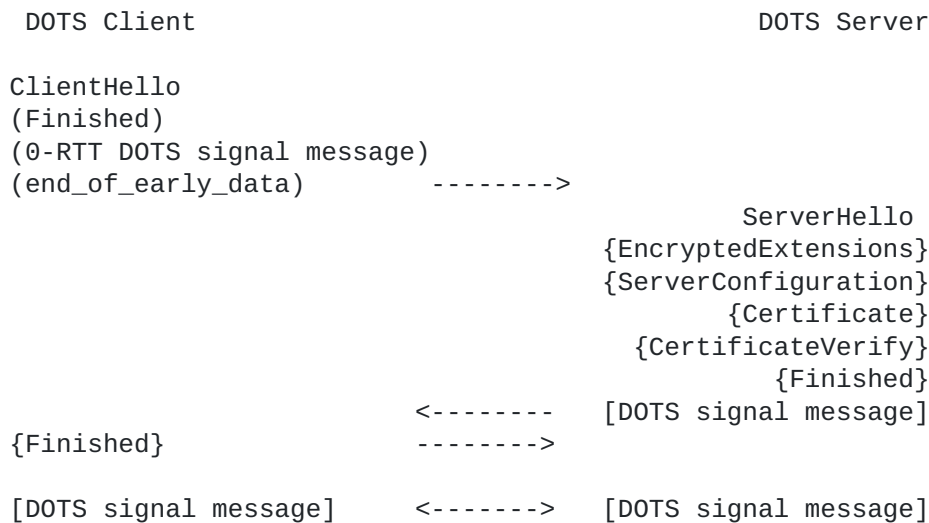 DOTS Client DOTS Server
ClientHello
(Finished)
(0-RTT DOTS signal message)
(end_of_early_data) -------->
ServerHello
{EncryptedExtensions}
{ServerConfiguration}
{Certificate}
{CertificateVerify}
{Finished}
<-------- [DOTS signal message]
{Finished} -------->
[DOTS signal message] <-------> [DOTS signal message]